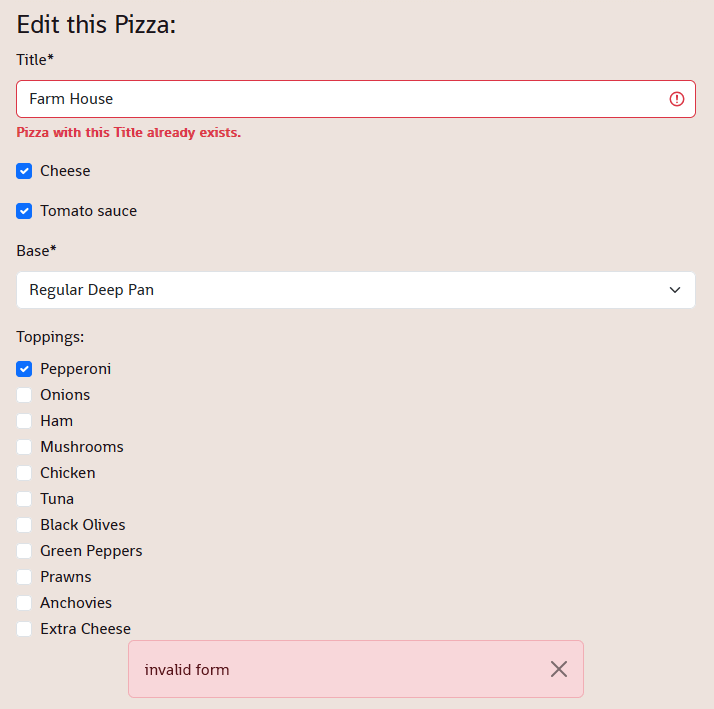 Edit this Pizza:
Title*
Farm House
Pizza with this Title already exists.
Cheese
Tomato sauce
Base*
Regular Deep Pan
Toppings:
Pepperoni
Onions
Ham
Mushrooms
Chicken
Tuna
Black Olives
Green Peppers
Prawns
Anchovies
Extra Cheese
invalid form